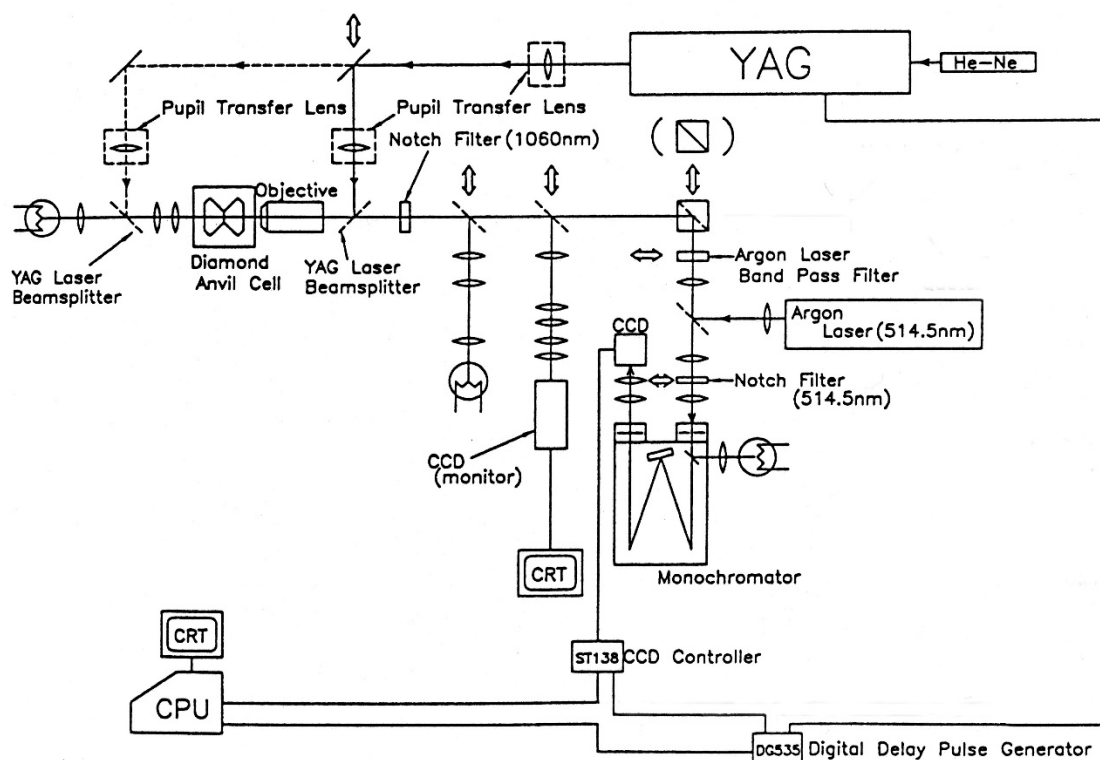 YAG
He-Ne
Pupil Transfer Lens
Pupil Transfer Lens
Notch Filter (1060nm)
Objective
YAG Laser
Beamsplitter
Diamond
Anvil Cell
YAG Laser
Beamsplitter
Argon Laser
Band Pass Filter
Argon
Laser (514.5nm)
CCD
Notch Filter
(514.5nm)
CCD
(monitor)
CRT
Monochromator
CRT
CPU
ST138 CCD Controller
DG535 Digital Delay Pulse Generator